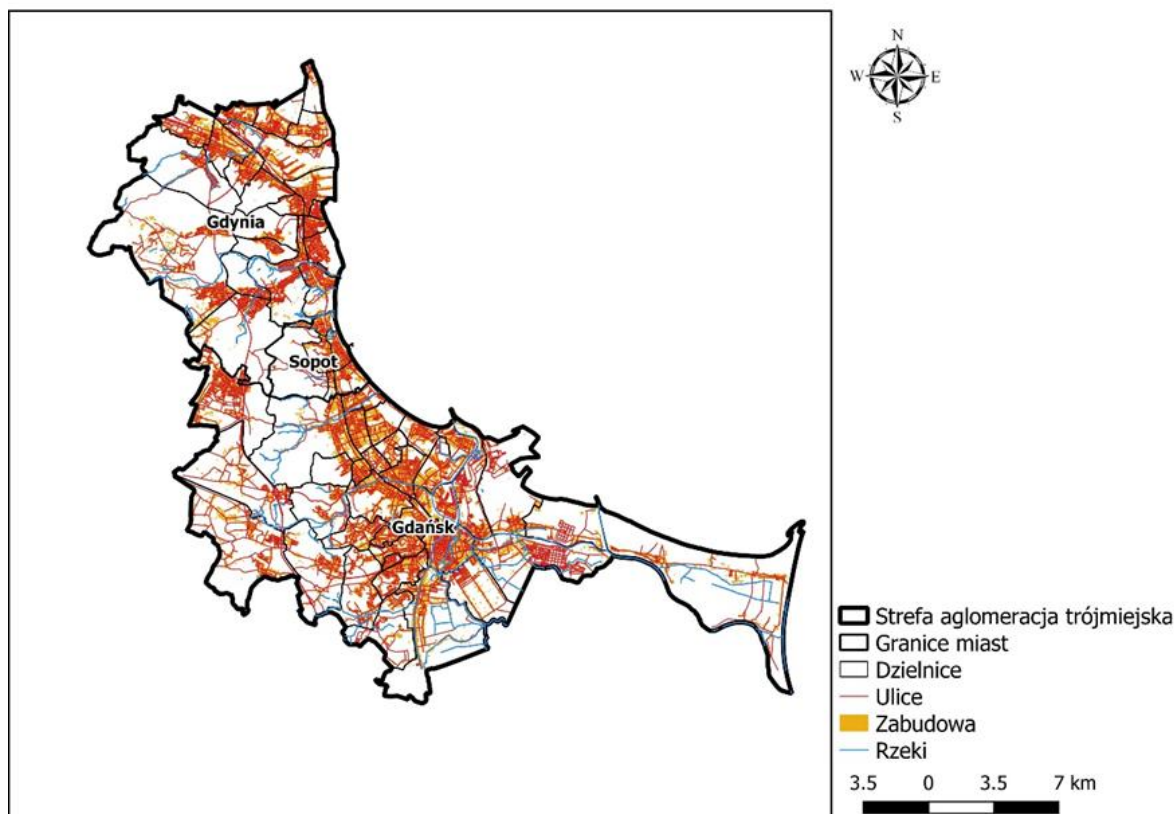 N
W E
S
Gdynia
Sopot
Gdańsk
Strefa aglomeracja trójmiejska
Granice miast
Dzielnice
Ulice
Zabudowa
Rzeki
3.5 0 3.5 7 km